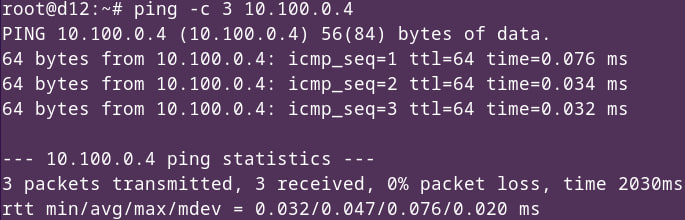 root@d12:~# ping -c 3 10.100.0.4
PING 10.100.0.4 (10.100.0.4) 56(84) bytes of data.
64 bytes from 10.100.0.4: icmp_seq=1 ttl=64 time=0.076 ms
64 bytes from 10.100.0.4: icmp_seq=2 ttl=64 time=0.034 ms
64 bytes from 10.100.0.4: icmp_seq=3 ttl=64 time=0.032 ms

--- 10.100.0.4 ping statistics ---
3 packets transmitted, 3 received, 0% packet loss, time 2030ms
rtt min/avg/max/mdev = 0.032/0.047/0.076/0.020 ms